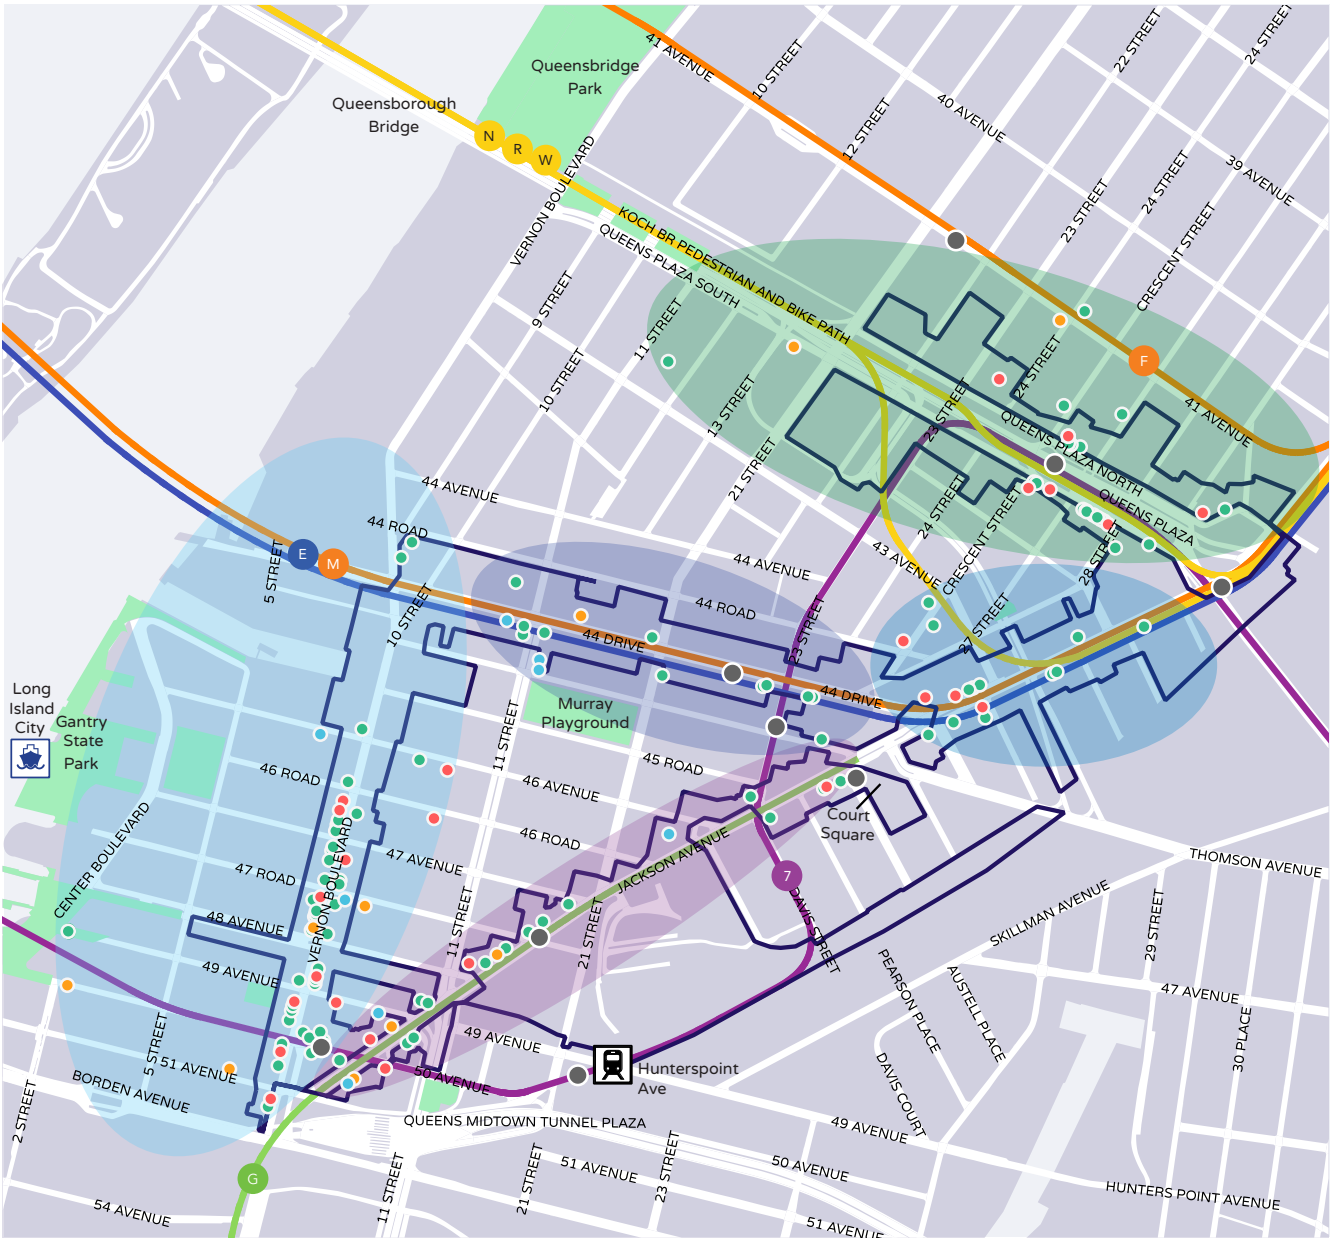 41 AVENUE
10 STREET
22 STREET
24 STREET
Queensbridge
Park
Queensborough
Bridge
N
R
W
40 AVENUE
12 STREET
39 AVENUE
VERNON BOULEVARD
24 STREET
23 STREET
CRESCENT STREET
KOCH BR PEDESTRIAN AND BIKE PATH
QUEENS PLAZA SOUTH
9 STREET
11 STREET
10 STREET
13 STREET
21 STREET
24 STREET
23 STREET
F
41 AVENUE
QUEENS PLAZA NORTH
QUEENS PLAZA
44 AVENUE
44 ROAD
24 STREET
CRESCENT STREET
43 AVENUE
28 STREET
27 STREET
E
M
5 STREET
10 STREET
44 AVENUE
44 ROAD
44 DRIVE
23 STREET
44 DRIVE
Long
Island
City
Gantry
State
Park
Murray
Playground
11 STREET
45 ROAD
46 AVENUE
46 ROAD
46 ROAD
Court
Square
CENTER BOULEVARD
VERNON BOULEVARD
47 AVENUE
47 ROAD
JACKSON AVENUE
7
DAVIS STREET
THOMSON AVENUE
SKILLMAN AVENUE
48 AVENUE
49 AVENUE
11 STREET
21 STREET
29 STREET
PEARSON PLACE
AUSTELL PLACE
47 AVENUE
30 PLACE
5 STREET
51 AVENUE
BORDEN AVENUE
2 STREET
49 AVENUE
50 AVENUE
Hunterspoint
Ave
DAVIS COURT
QUEENS MIDTOWN TUNNEL PLAZA
49 AVENUE
G
11 STREET
21 STREET
51 AVENUE
23 STREET
50 AVENUE
HUNTERS POINT AVENUE
54 AVENUE
51 AVENUE